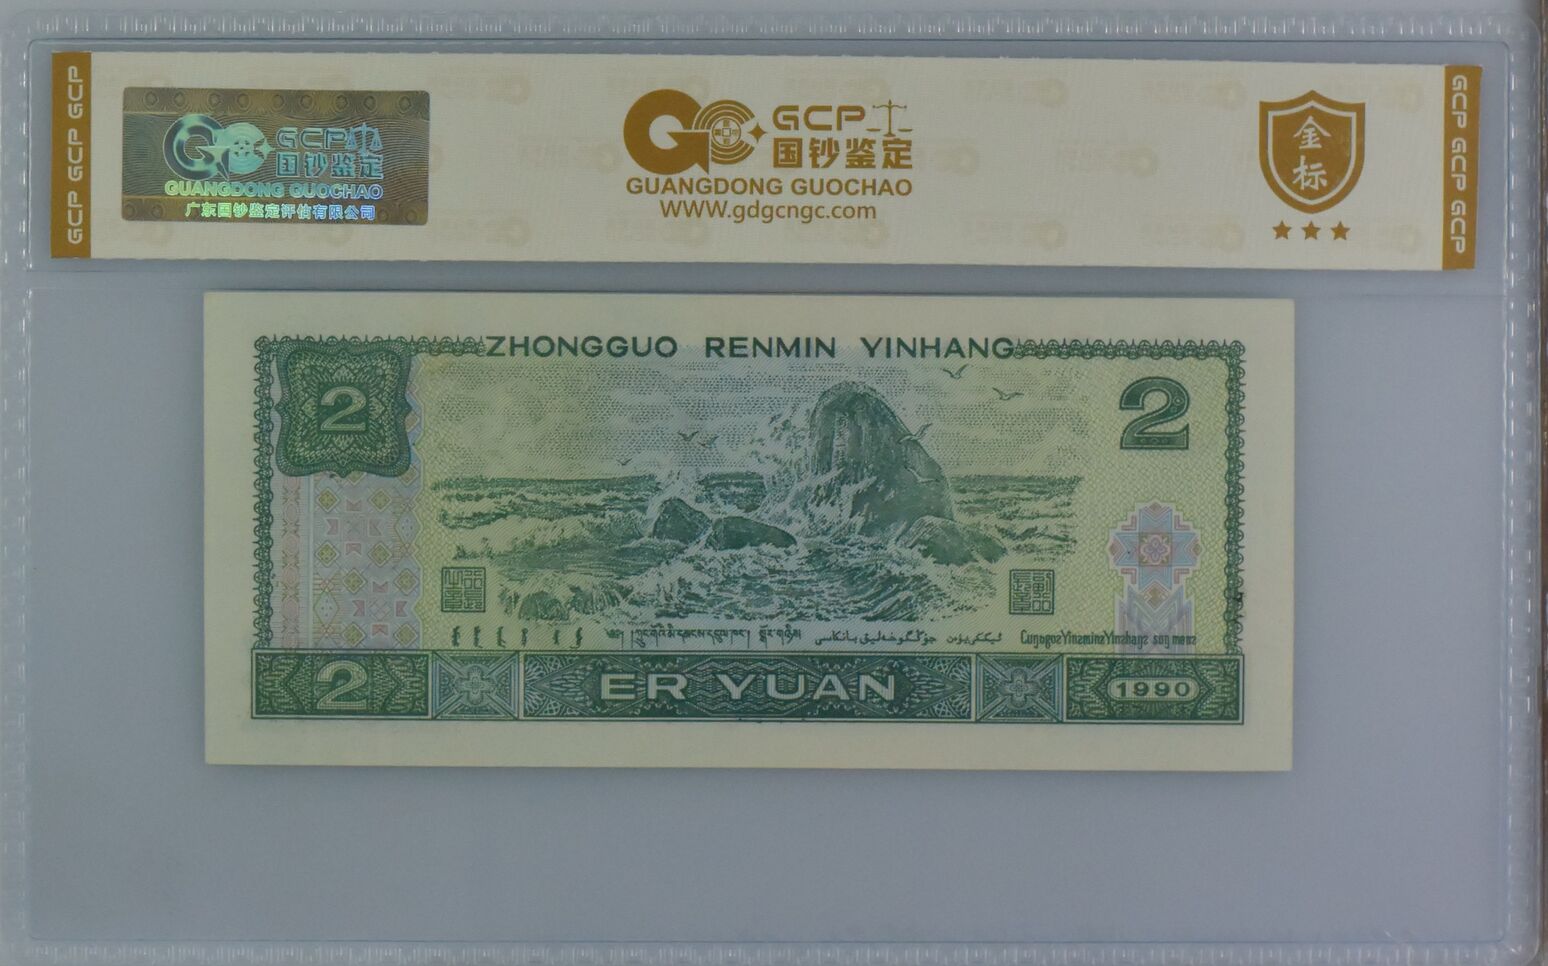 GCP GCP GCP
GCP
国钞鉴定
GUANGDONG GUOCHAO
广东国钞鉴定评估有限公司
GCP
国钞鉴定
GUANGDONG GUOCHAO
WWW.gdgcngc.com
金标
GCP GCP GCP GCP
ZHONGGUO RENMIN YINHANG
2
2
Cungguz Yinzminz Yinzhangz song maenz
2
ER YUAN
1990